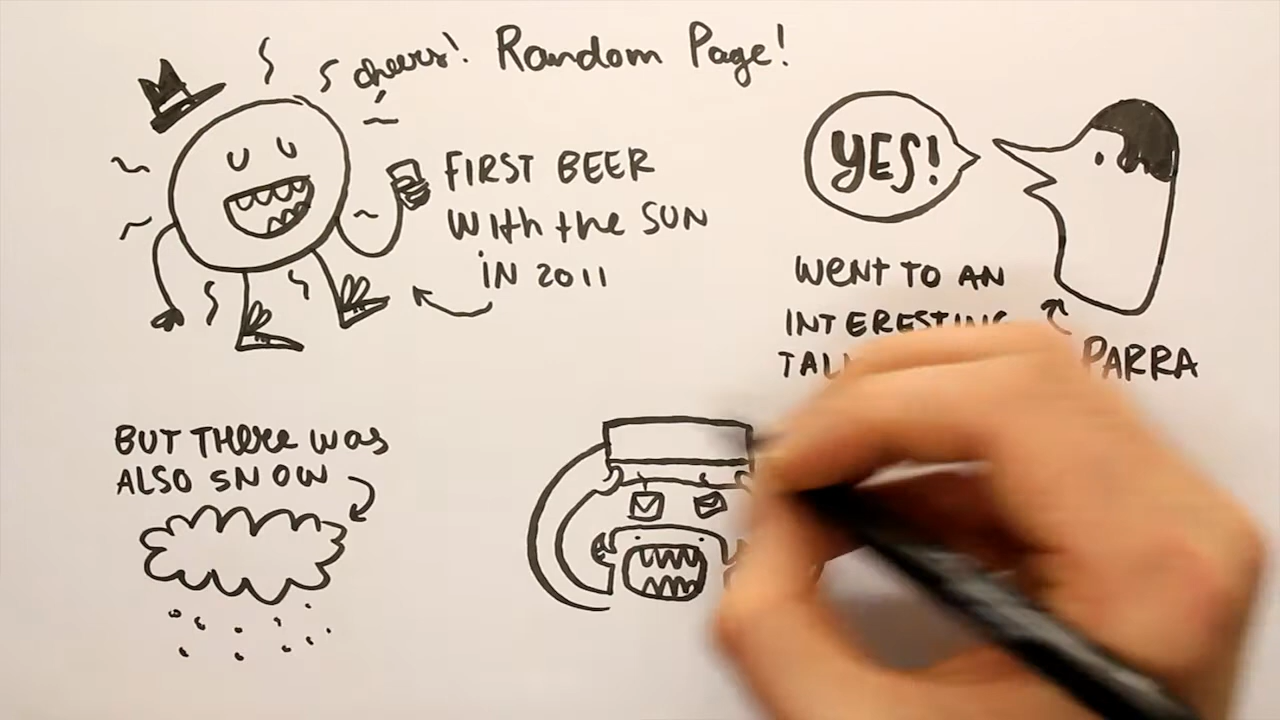 cheers! Random Page!
FIRST BEER
with the SUN
IN 2011
YES!
WENT TO AN
INTERESTING
PARRA
BUT THERE WAS
ALSO SNOW